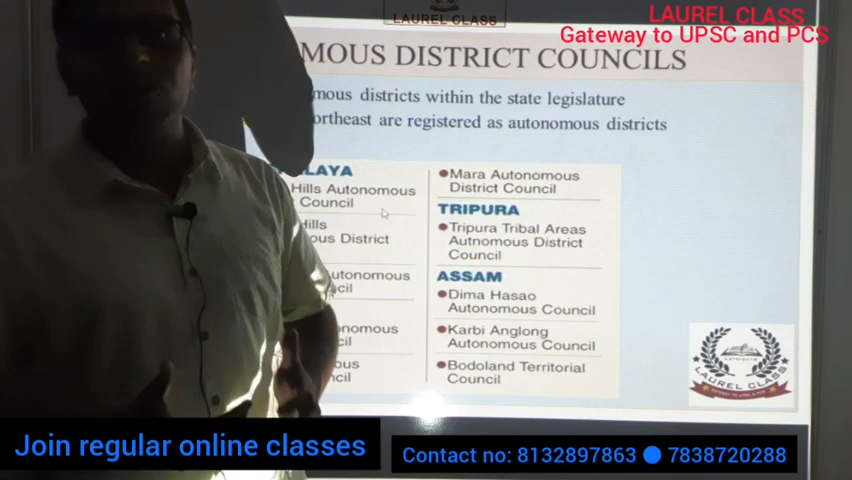 LAUREL CLASS
LAUREL CLASS
Gateway to UPSC and PCS
MOUS DISTRICT COUNCILS
mous districts within the state legislature
ortheast are registered as autonomous districts
LAYA
Hills Autonomous
Council
Hills
ous District
utonomous
cil
onomous
cil
ous
ncil
Mara Autonomous
District Council
TRIPURA
Tripura Tribal Areas
Autnomous District
Council
ASSAM
Dima Hasao
Autonomous Council
Karbi Anglong
Autonomous Council
Bodoland Territorial
Council
LAUREL CLASS
Join regular online classes
Contact no: 8132897863 7838720288